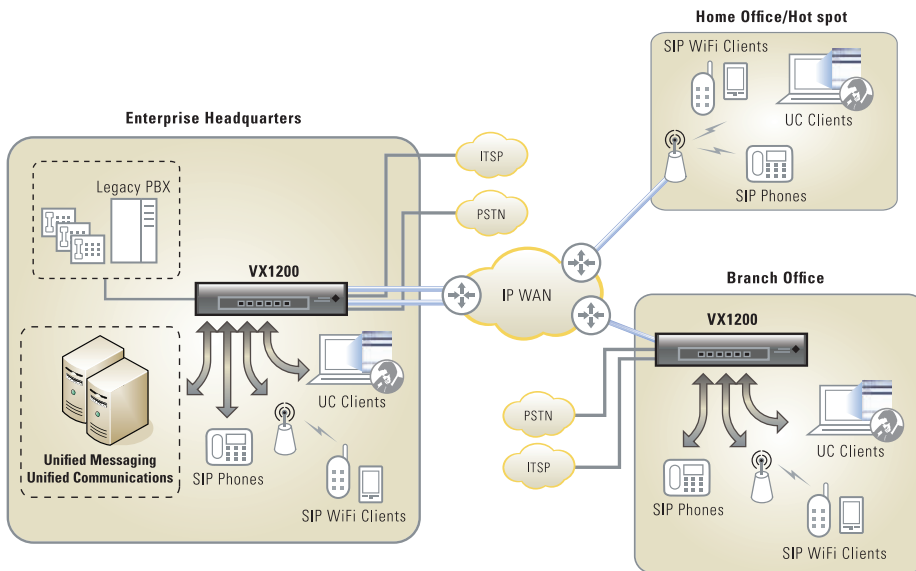 Home Office/Hot spot
SIP WiFi Clients
UC Clients
SIP Phones
Enterprise Headquarters
Legacy PBX
VX1200
ITSP
PSTN
IP WAN
UC Clients
Unified Messaging
Unified Communications
SIP Phones
SIP WiFi Clients
Branch Office
VX1200
PSTN
ITSP
UC Clients
SIP Phones
SIP WiFi Clients